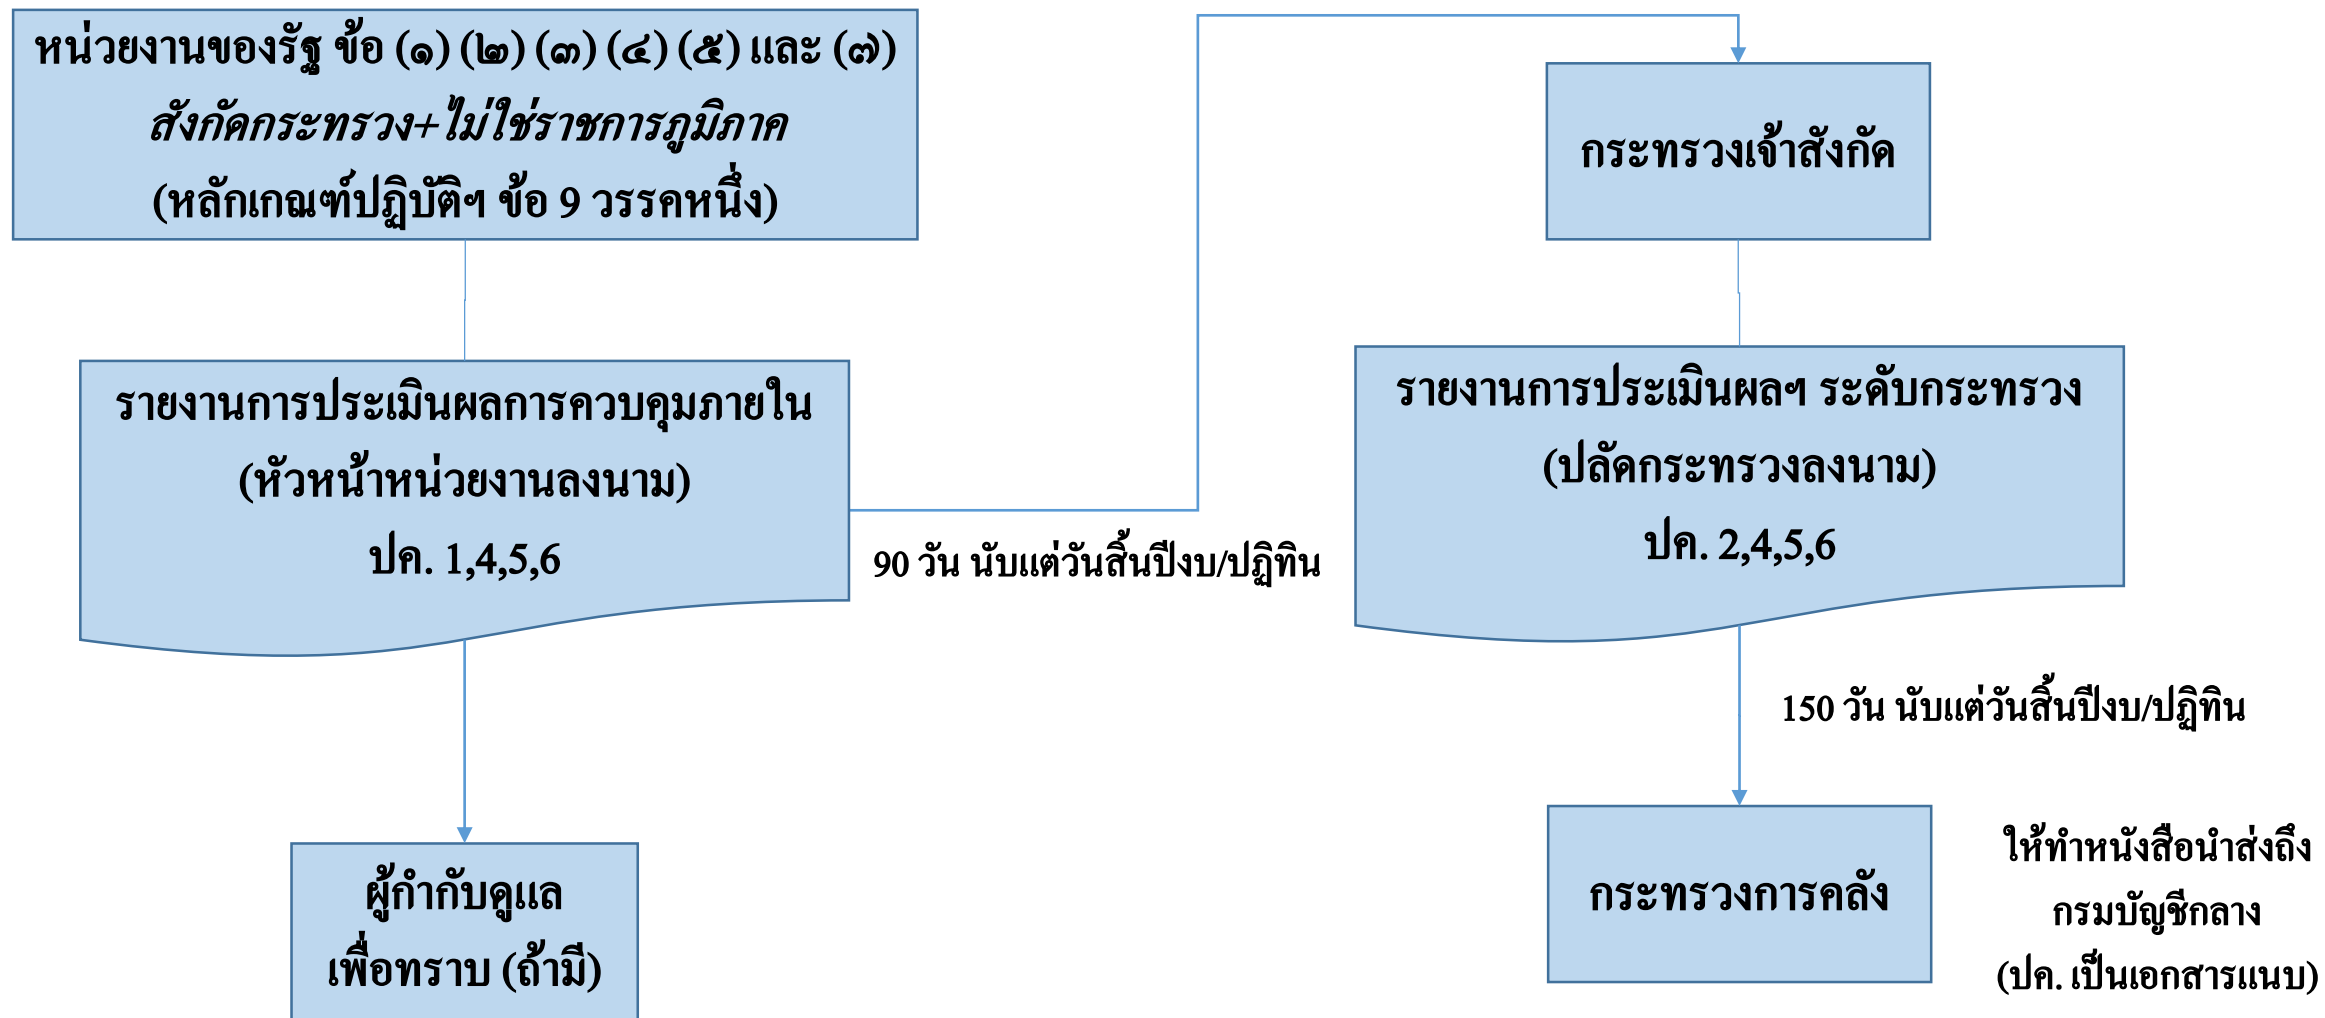 หน่วยงานของรัฐ ข้อ (๑) (๒) (๓) (๔) (๕) และ (๗)
สังกัดกระทรวง+ไม่ใช่ราชการภูมิภาค
(หลักเกณฑ์ปฏิบัติฯ ข้อ 9 วรรคหนึ่ง)
รายงานการประเมินผลการควบคุมภายใน
(หัวหน้าหน่วยงานลงนาม)
ปค. 1,4,5,6
90 วัน นับแต่วันสิ้นปีงบ/ปฏิทิน
ผู้กำกับดูแล
เพื่อทราบ (ถ้ามี)
กระทรวงเจ้าสังกัด
รายงานการประเมินผลฯ ระดับกระทรวง
(ปลัดกระทรวงลงนาม)
ปค. 2,4,5,6
150 วัน นับแต่วันสิ้นปีงบ/ปฏิทิน
กระทรวงการคลัง
ให้ทำหนังสือนำส่งถึง
กรมบัญชีกลาง
(ปค. เป็นเอกสารแนบ)